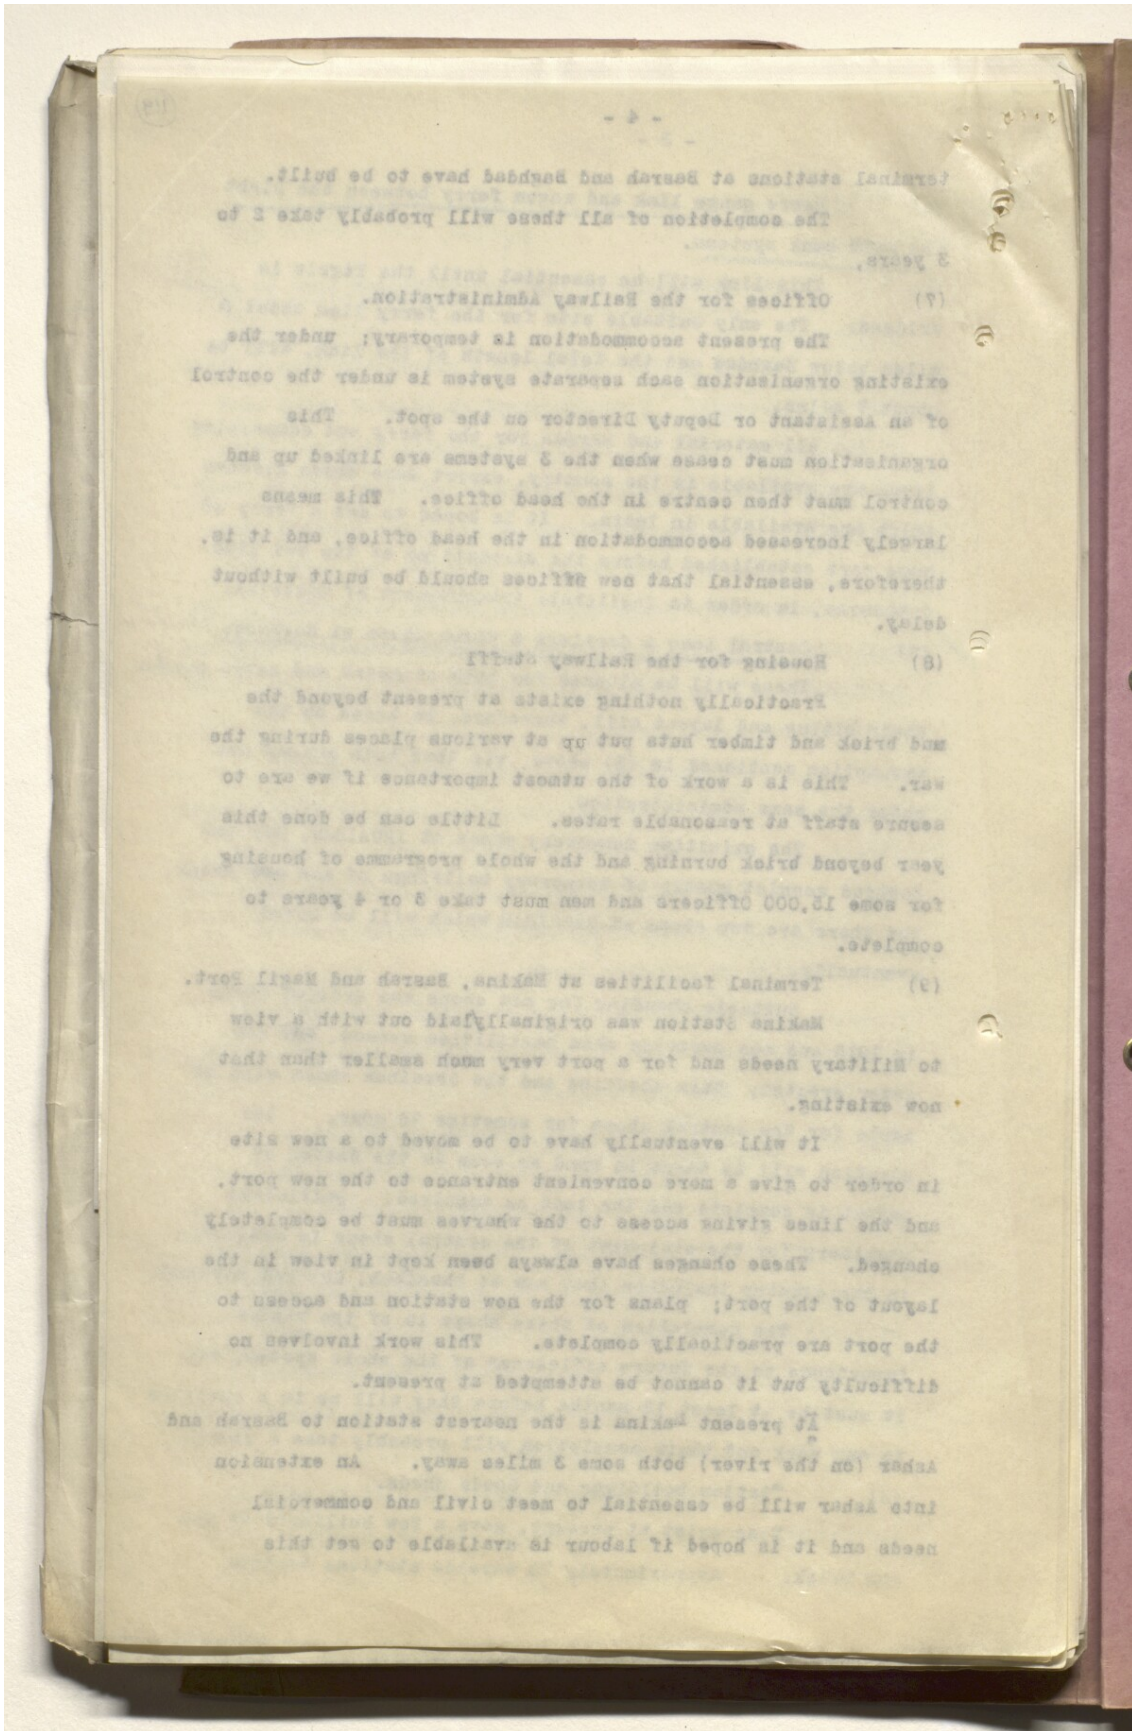 - 4 -
terminal stations at Basrah and Baghdad have to be built.
The completion of all these will probably take 2 to
3 years,
(7) Offices for the Railway Administration.
The present accommodation is temporary; under the
existing organisation each separate system is under the control
of an Assistant or Deputy Director on the spot. This
organisation must cease when the 3 systems are linked up and
control must then centre in the head office. This means
largely increased accommodation in the head office, and it is,
therefore, essential that new offices should be built without
delay.
(8) Housing for the Railway Staff
Practically nothing exists at present beyond the
mud brick and timber huts put up at various places during the
war. This is a work of the utmost importance if we are to
secure staff at reasonable rates. Little can be done this
year beyond brick burning and the whole programme of housing
for some 15,000 Officers and men must take 3 or 4 years to
complete.
(9) Terminal facilities at Makina, Basrah and Magil Port.
Makina Station was originally/laid out with a view
to Military needs and for a port very much smaller than that
now existing.
It will eventually have to be moved to a new site
in order to give a more convenient entrance to the new port,
and the lines giving access to the wharves must be completely
changed. These changes have always been kept in view in the
layout of the port; plans for the new station and access to
the port are practically complete. This work involves no
difficulty but it cannot be attempted at present.
At present Makina is the nearest station to Basrah and
Asher (on the river) both some 3 miles away. An extension
into Asher will be essential to meet civil and commercial
needs and it is hoped if labour is available to get this